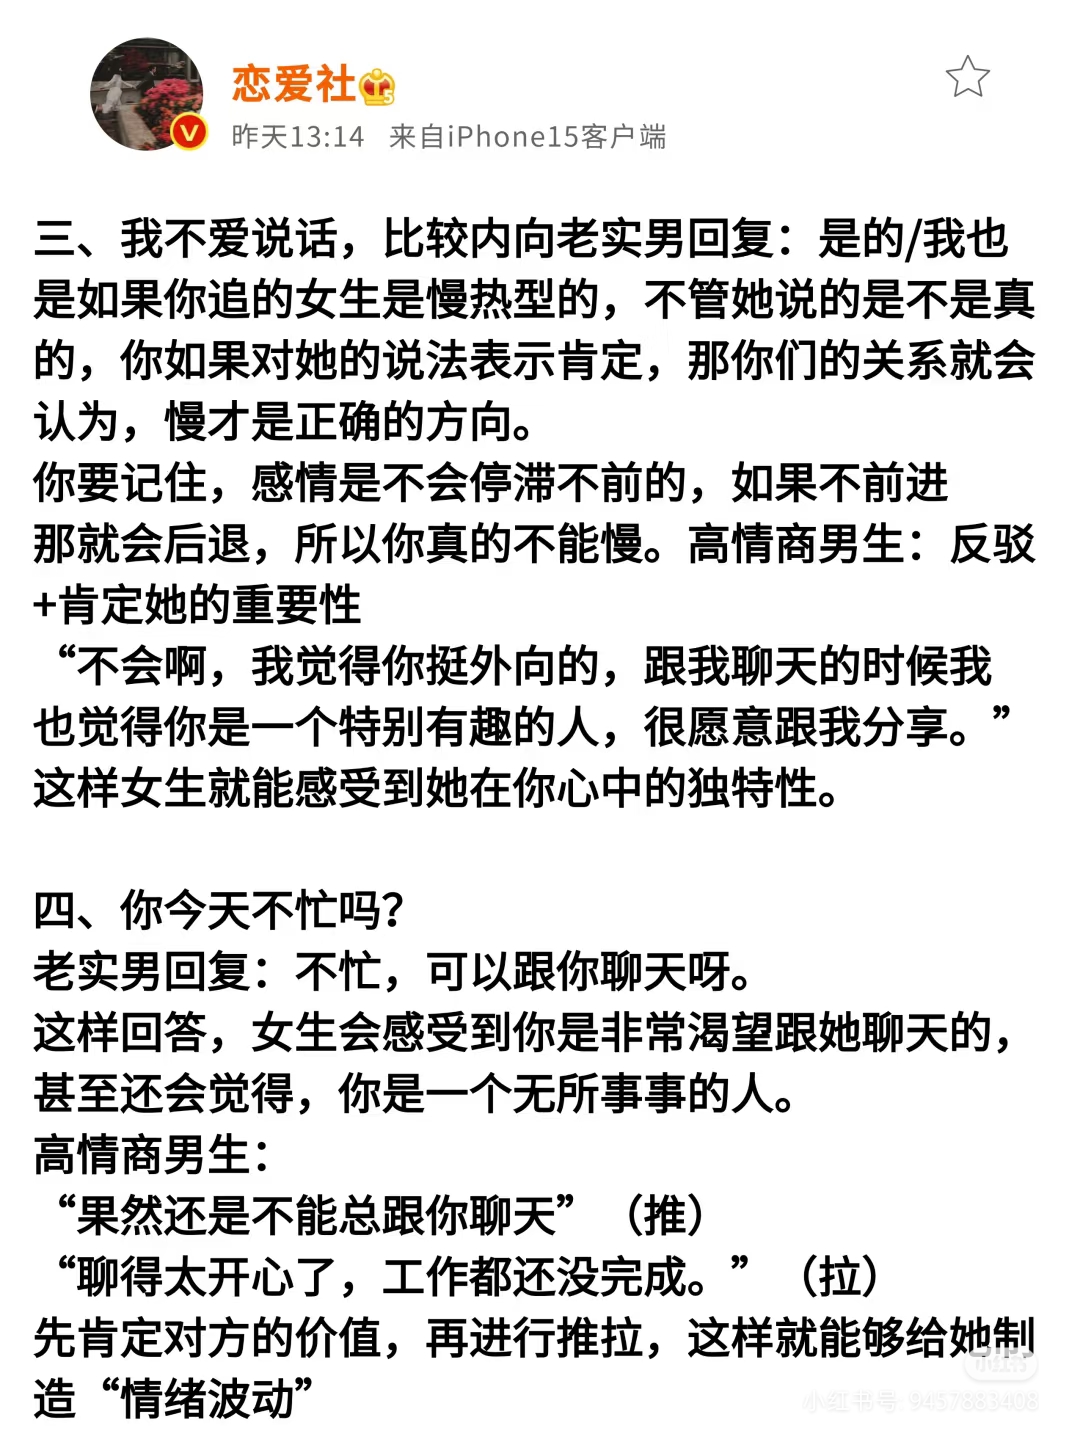 恋爱社
昨天13:14 来自iPhone15客户端
三、我不爱说话，比较内向老实男回复：是的/我也
是如果你追的女生是慢热型的，不管她说的是不是真
的，你如果对她的说法表示肯定，那你们的关系就会
认为，慢才是正确的方向。
你要记住，感情是不会停滞不前的，如果不前进
那就会后退，所以你真的不能慢。高情商男生：反驳
+肯定她的重要性
“不会啊，我觉得你挺外向的，跟我聊天的时候我
也觉得你是一个特别有趣的人，很愿意跟我分享。”
这样女生就能感受到她在你心中的独特性。
四、你今天不忙吗？
老实男回复：不忙，可以跟你聊天呀。
这样回答，女生会感受到你是非常渴望跟她聊天的，
甚至还会觉得，你是一个无所事事的人。
高情商男生：
“果然还是不能总跟你聊天”（推）
“聊得太开心了，工作都还没完成。”（拉）
先肯定对方的价值，再进行推拉，这样就能够给她制
造“情绪波动”
小红书
小红书号: 9457883408